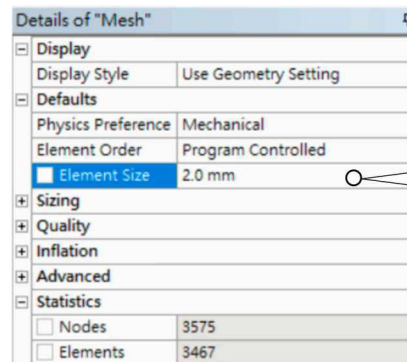 Details of "Mesh"
Display
Display Style Use Geometry Setting
Defaults
Physics Preference Mechanical
Element Order Program Controlled
Element Size 2.0 mm
Sizing
Quality
Inflation
Advanced
Statistics
Nodes 3575
Elements 3467